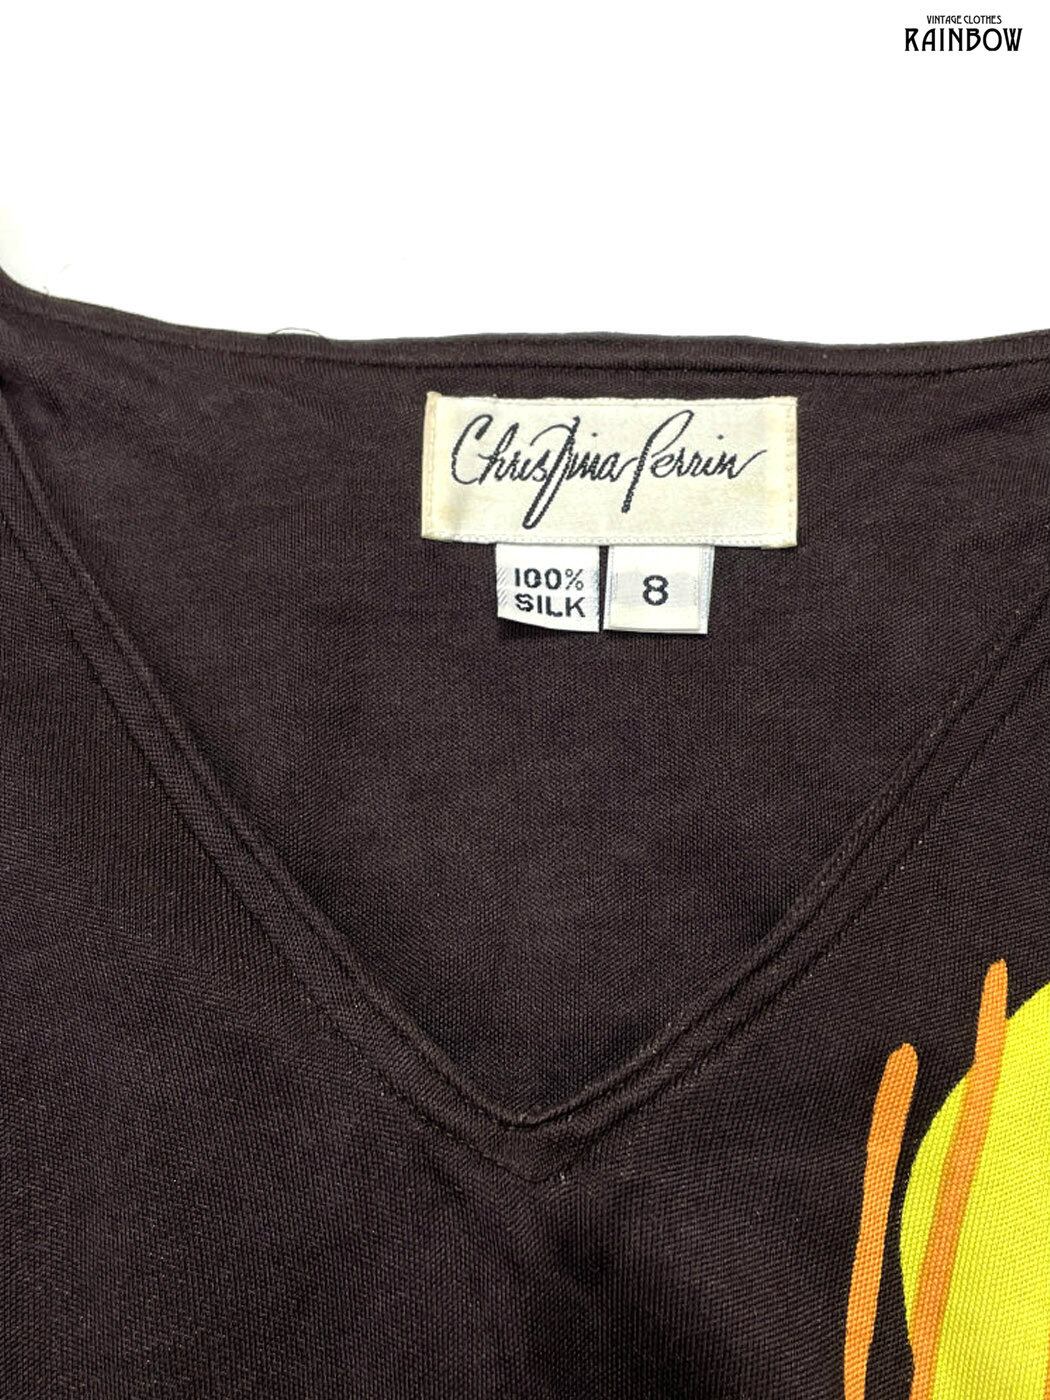 VINTAGE CLOTHES
RAINBOW
Christina Perrin
100%
SILK
8